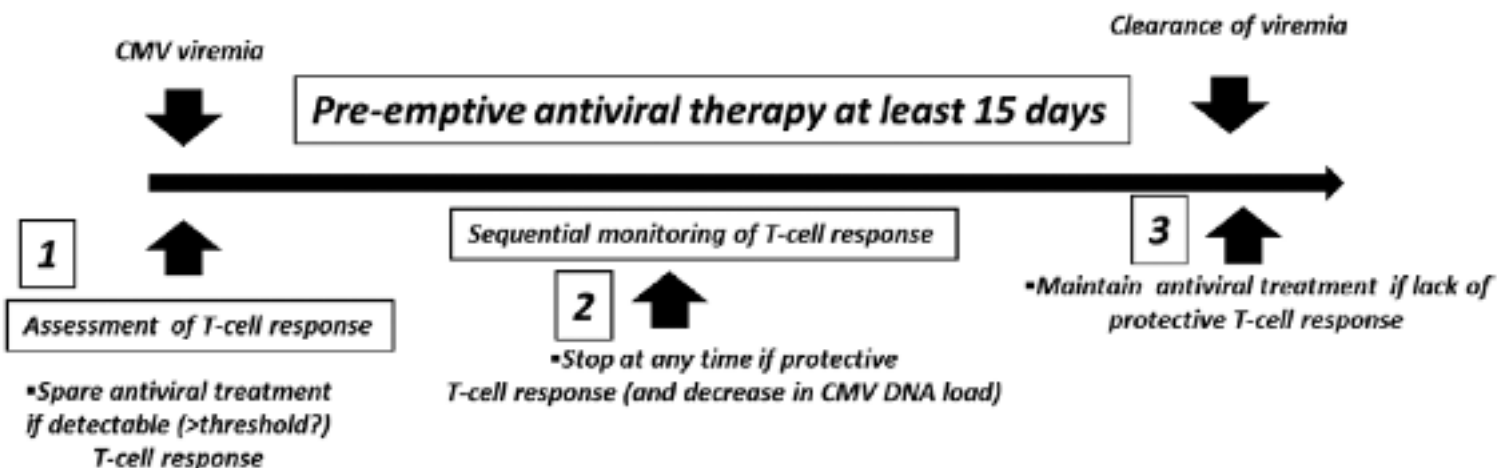 CMV viremia
Clearance of viremia
Pre-emptive antiviral therapy at least 15 days
1
Assessment of T-cell response
▪Spare antiviral treatment
if detectable (>threshold?)
T-cell response
Sequential monitoring of T-cell response
2
▪Stop at any time if protective
T-cell response (and decrease in CMV DNA load)
3
▪Maintain antiviral treatment if lack of
protective T-cell response